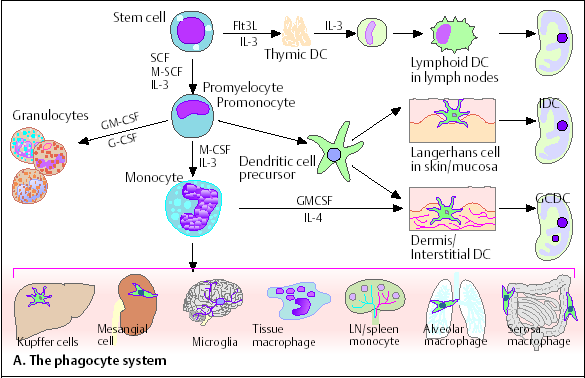 Stem cell
Flt3L
IL-3
Thymic DC
IL-3
Lymphoid DC
in lymph nodes
SCF
M-SCF
IL-3
Promyelocyte
Promonocyte
Granulocytes
GM-CSF
G-CSF
M-CSF
IL-3
Dendritic cell
precursor
Langerhans cell
in skin/mucosa
IDC
Monocyte
GMCSF
IL-4
Dermis/
Interstitial DC
GCDC
Kupffer cells
Mesangial
cell
Microglia
Tissue
macrophage
LN/spleen
monocyte
Alveolar
macrophage
Serosa
macrophage
A. The phagocyte system